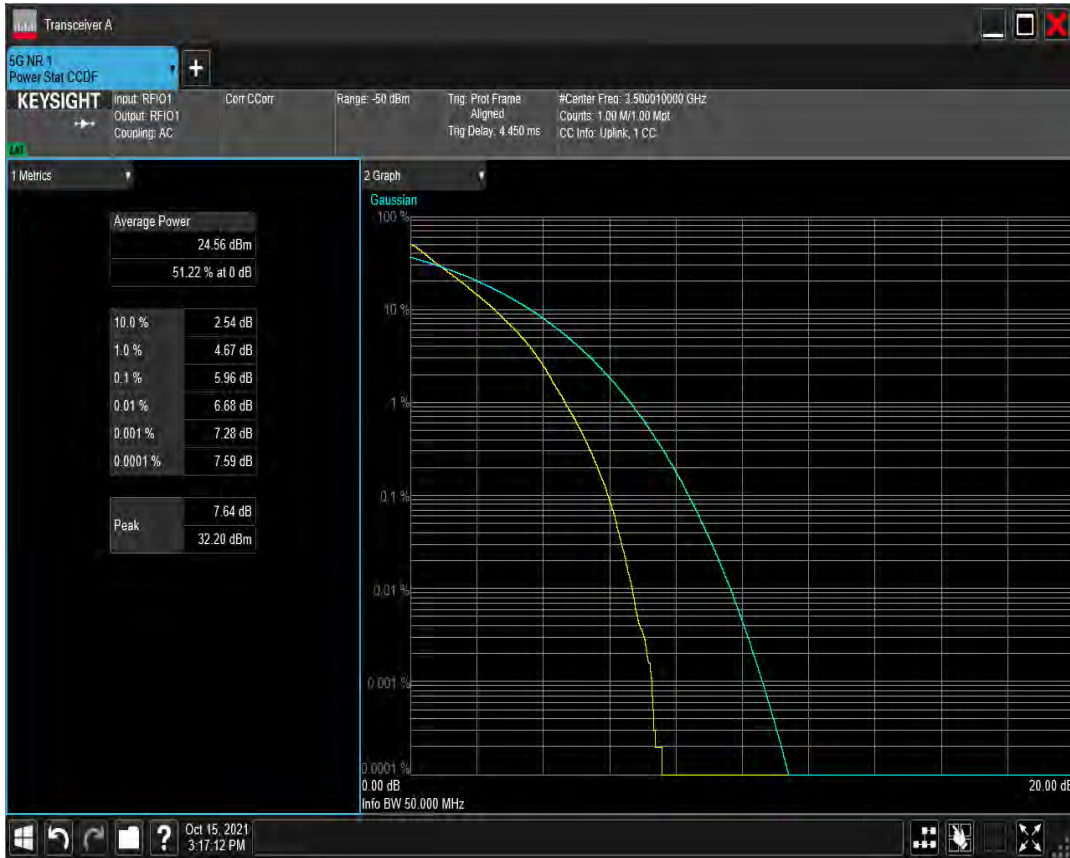 Transceiver A
5G NR 1
Power Stat CCDF
+
KEYSIGHT
LXI
Input: RFIO1
Output: RFIO1
Coupling: AC
Corr CCorr
Range: -50 dBm
Trig: Prot Frame
Aligned
Trig Delay: 4.450 ms
#Center Freq: 3.500010000 GHz
Counts: 1.00 M/1.00 Mpt
CC Info: Uplink, 1 CC
1 Metrics
Average Power
24.56 dBm
51.22 % at 0 dB
10.0 % 2.54 dB
1.0 % 4.67 dB
0.1 % 5.96 dB
0.01 % 6.68 dB
0.001 % 7.28 dB
0.0001 % 7.59 dB
Peak 7.64 dB
32.20 dBm
2 Graph
Gaussian
100 %
10 %
1 %
0.1 %
0.01 %
0.001 %
0.0001 %
0.00 dB 20.00 dB
Info BW 50.000 MHz
?
Oct 15, 2021
3:17:12 PM